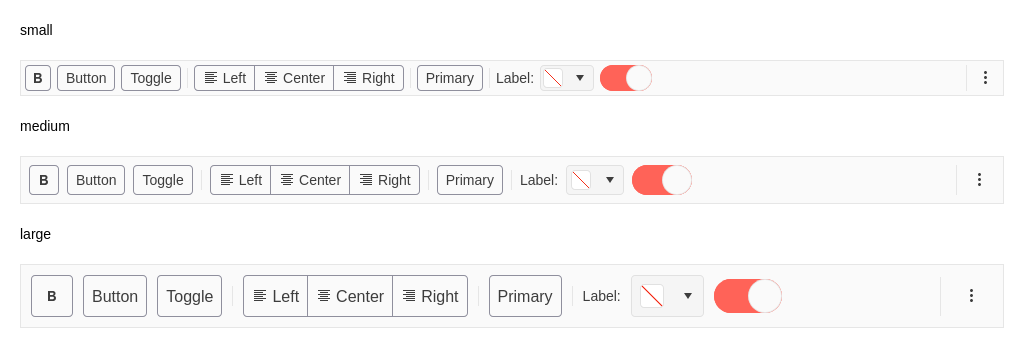 small
B Button Toggle Left Center Right Primary Label:
medium
B Button Toggle Left Center Right Primary Label:
large
B Button Toggle Left Center Right Primary Label: